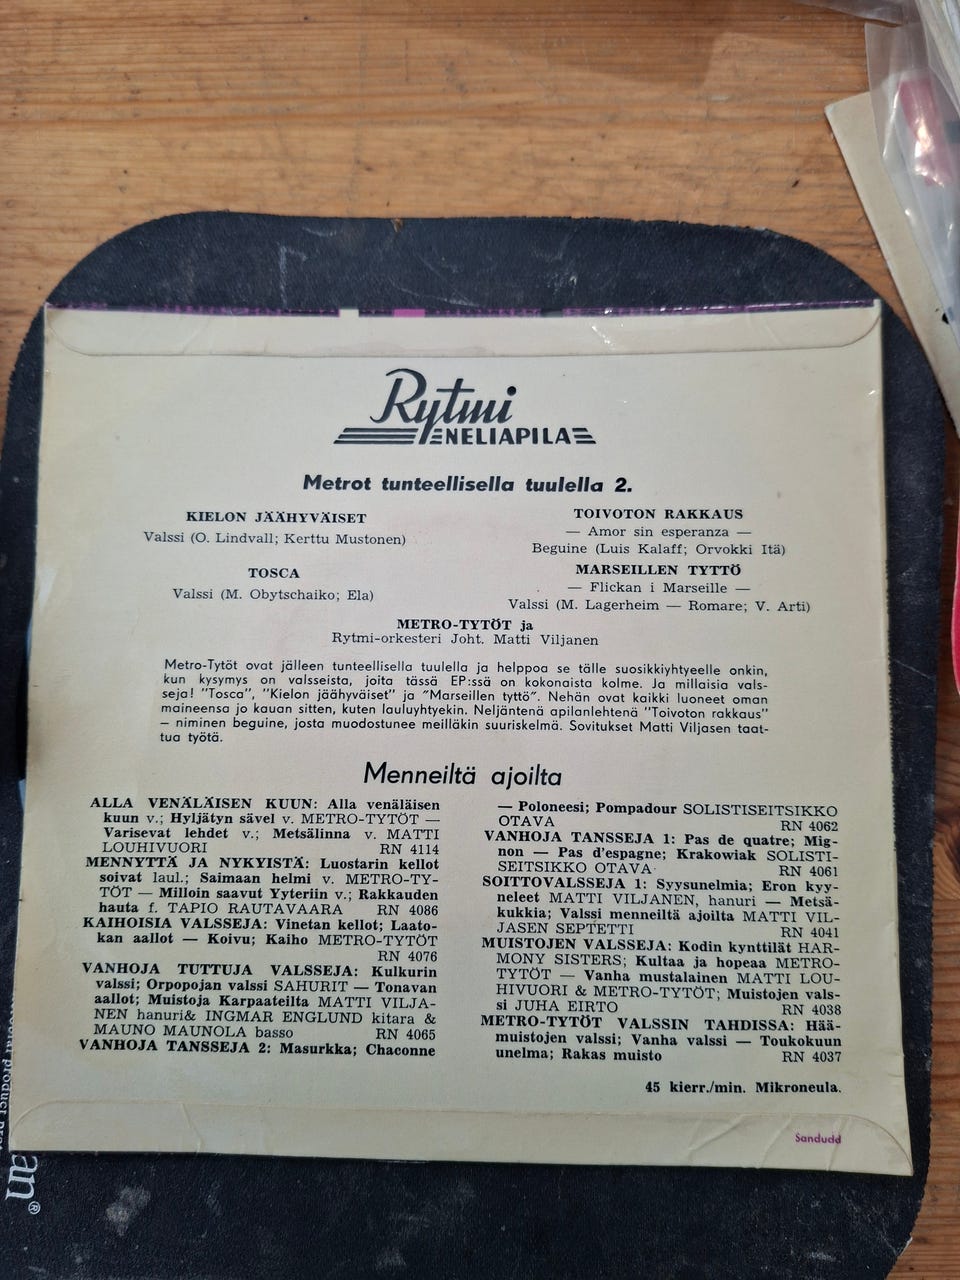 Rytmi
NELIAPILA
Metrot tunteellisella tuulella 2.
KIELON JÄÄHYVÄISET
Valssi (O. Lindvall; Kerttu Mustonen)
TOSCA
Valssi (M. Obytschaiko; Ela)
TOIVOTON RAKKAUS
— Amor sin esperanza —
Beguine (Luis Kalaff; Orvokki Itä)
MARSEILLEN TYTTÖ
— Flickan i Marseille —
Valssi (M. Lagerheim — Romare; V. Arti)
METRO-TYTÖT ja
Rytmi-orkesteri Joht. Matti Viljanen
Metro-Tytöt ovat jälleen tunteellisella tuulella ja helppoa se tälle suosikkiyhtyeelle onkin,
kun kysymys on valsseista, joita tässä EP:ssä on kokonaista kolme. Ja millaisia vals-
seja! "Tosca", "Kielon jäähyväiset" ja "Marseillen tyttö". Nehän ovat kaikki luoneet oman
maineensa jo kauan sitten, kuten lauluyhtyekin. Neljäntenä apilanlehtenä "Toivoton rakkaus"
– niminen beguine, josta muodostunee meilläkin suuriskelmä. Sovitukset Matti Viljasen taat-
tua työtä.
Menneiltä ajoilta
ALLA VENÄLÄISEN KUUN: Alla venäläisen
kuun v.; Hyljätyn sävel v. METRO-TYTÖT —
Varisevat lehdet v.; Metsälinna v. MATTI
LOUHIVUORI RN 4114
MENNYTTÄ JA NYKYISTÄ: Luostarin kellot
soivat laul.; Saimaan helmi v. METRO-TY-
TÖT — Milloin saavut Yyteriin v.; Rakkauden
hauta f. TAPIO RAUTAVAARA RN 4086
KAIHOISIA VALSSEJA: Vinetan kellot; Laato-
kan aallot — Koivu; Kaiho METRO-TYTÖT
RN 4076
VANHOJA TUTTUJA VALSSEJA: Kulkurin
valssi; Orpopojan valssi SAHURIT — Tonavan
aallot; Muistoja Karpaateilta MATTI VILJA-
NEN hanuri& INGMAR ENGLUND kitara &
MAUNO MAUNOLA basso RN 4065
VANHOJA TANSSEJA 2: Masurkka; Chaconne
— Poloneesi; Pompadour SOLISTISEITSIKKO
OTAVA RN 4062
VANHOJA TANSSEJA 1: Pas de quatre; Mig-
non — Pas d'espagne; Krakowiak SOLISTI-
SEITSIKKO OTAVA RN 4061
SOITTOVALSSEJA 1: Syysunelmia; Eron kyy-
neleet MATTI VILJANEN, hanuri — Metsä-
kukkia; Valssi menneiltä ajoilta MATTI VIL-
JASEN SEPTETTI RN 4041
MUISTOJEN VALSSEJA: Kodin kynttilät HAR-
MONY SISTERS; Kultaa ja hopeaa METRO-
TYTÖT — Vanha mustalainen MATTI LOU-
HIVUORI & METRO-TYTÖT; Muistojen vals-
si JUHA EIRTO RN 4038
METRO-TYTÖT VALSSIN TAHDISSA: Hää-
muistojen valssi; Vanha valssi — Toukokuun
unelma; Rakas muisto RN 4037
45 kierr./min. Mikroneula.
Sandudd
an®